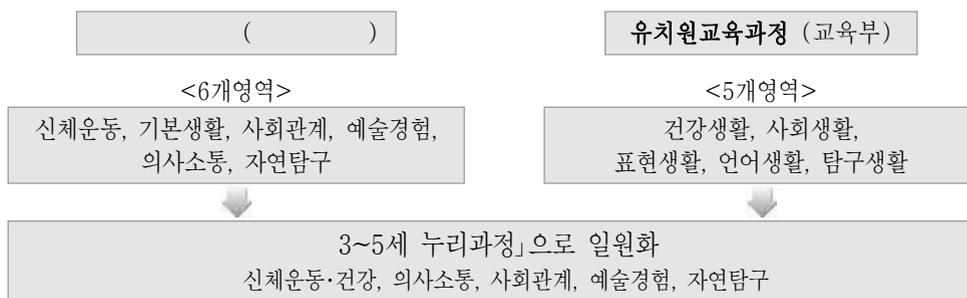 (          )
유치원교육과정 (교육부)
<6개영역>
<5개영역>
신체운동, 기본생활, 사회관계, 예술경험,
의사소통, 자연탐구
건강생활, 사회생활,
표현생활, 언어생활, 탐구생활
3~5세 누리과정」으로 일원화
신체운동·건강, 의사소통, 사회관계, 예술경험, 자연탐구